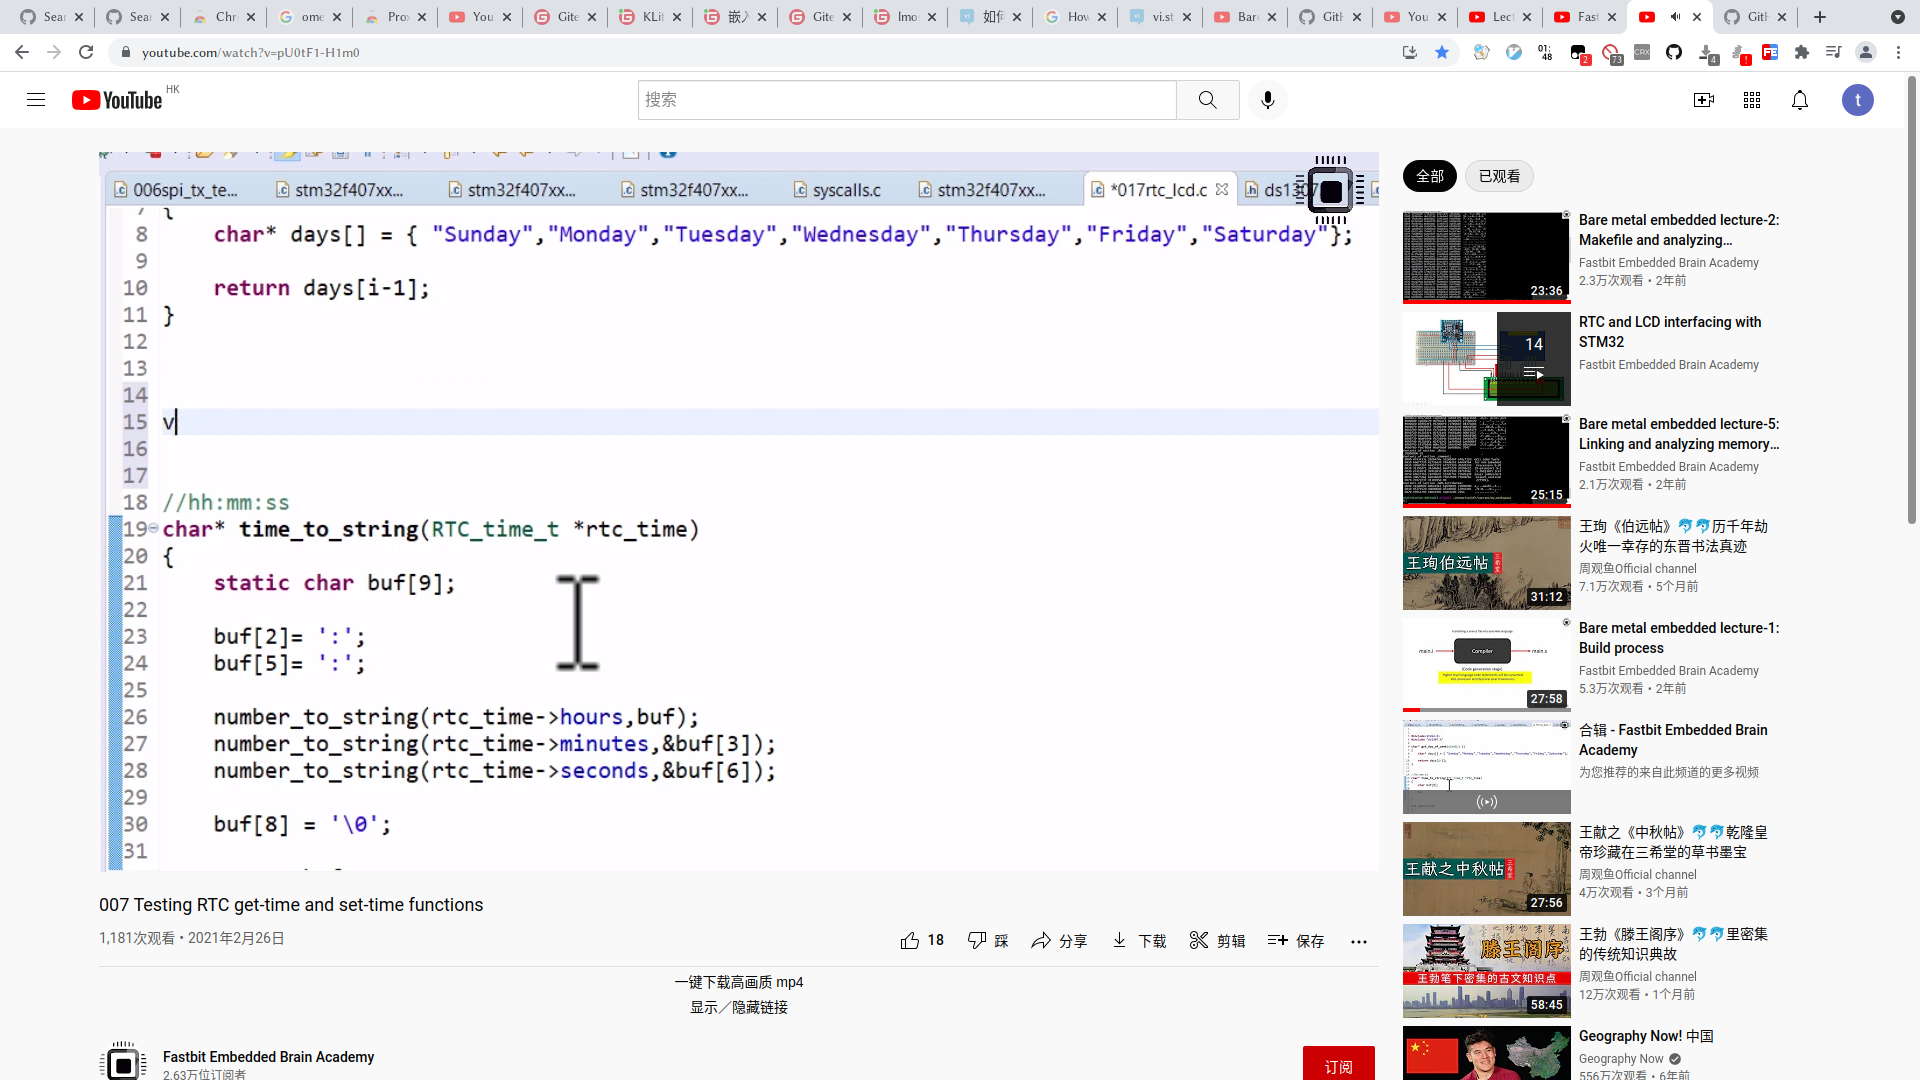 Sear
Sear
Chr
ome
Pro
You
Gite
KLit
嵌入
Gite
Imo
如何
How
vi.st
Bar
GitH
You
Lect
Fast
GitH
youtube.com/watch?v=pU0tF1-H1m0
01:
48
2
73
CRX
4
!
YouTube HK
搜索
t
006spi_tx_te...
stm32f407xx...
stm32f407xx...
stm32f407xx...
syscalls.c
stm32f407xx...
*017rtc_lcd.c
ds1307
7 {
8 char* days[] = { "Sunday","Monday","Tuesday","Wednesday","Thursday","Friday","Saturday"};
9
10 return days[i-1];
11 }
12
13
14
15 v
16
17
18 //hh:mm:ss
19 char* time_to_string(RTC_time_t *rtc_time)
20 {
21 static char buf[9];
22
23 buf[2]= ':';
24 buf[5]= ':';
25
26 number_to_string(rtc_time->hours,buf);
27 number_to_string(rtc_time->minutes,&buf[3]);
28 number_to_string(rtc_time->seconds,&buf[6]);
29
30 buf[8] = '\0';
31
007 Testing RTC get-time and set-time functions
1,181次观看•2021年2月26日
18
踩
分享
下载
剪辑
保存
一键下载高画质 mp4
显示／隐藏链接
Fastbit Embedded Brain Academy
2.63万位订阅者
订阅
全部
已观看
23:36
Bare metal embedded lecture-2:
Makefile and analyzing…
Fastbit Embedded Brain Academy
2.3万次观看•2年前
14
RTC and LCD interfacing with
STM32
Fastbit Embedded Brain Academy
25:15
Bare metal embedded lecture-5:
Linking and analyzing memory…
Fastbit Embedded Brain Academy
2.1万次观看•2年前
王珣伯远帖
31:12
王珣《伯远帖》🐬🐬历千年劫
火唯一幸存的东晋书法真迹
周观鱼Official channel
7.1万次观看•5个月前
Compiler
27:58
Bare metal embedded lecture-1:
Build process
Fastbit Embedded Brain Academy
5.3万次观看•2年前
合辑 - Fastbit Embedded Brain
Academy
为您推荐的来自此频道的更多视频
王献之中秋帖
27:56
王献之《中秋帖》🐬🐬乾隆皇
帝珍藏在三希堂的草书墨宝
周观鱼Official channel
4万次观看•3个月前
滕王阁序
王勃笔下密集的古文知识点
58:45
王勃《滕王阁序》🐬🐬里密集
的传统知识典故
周观鱼Official channel
12万次观看•1个月前
Geography Now! 中国
Geography Now
556万次观看•6年前